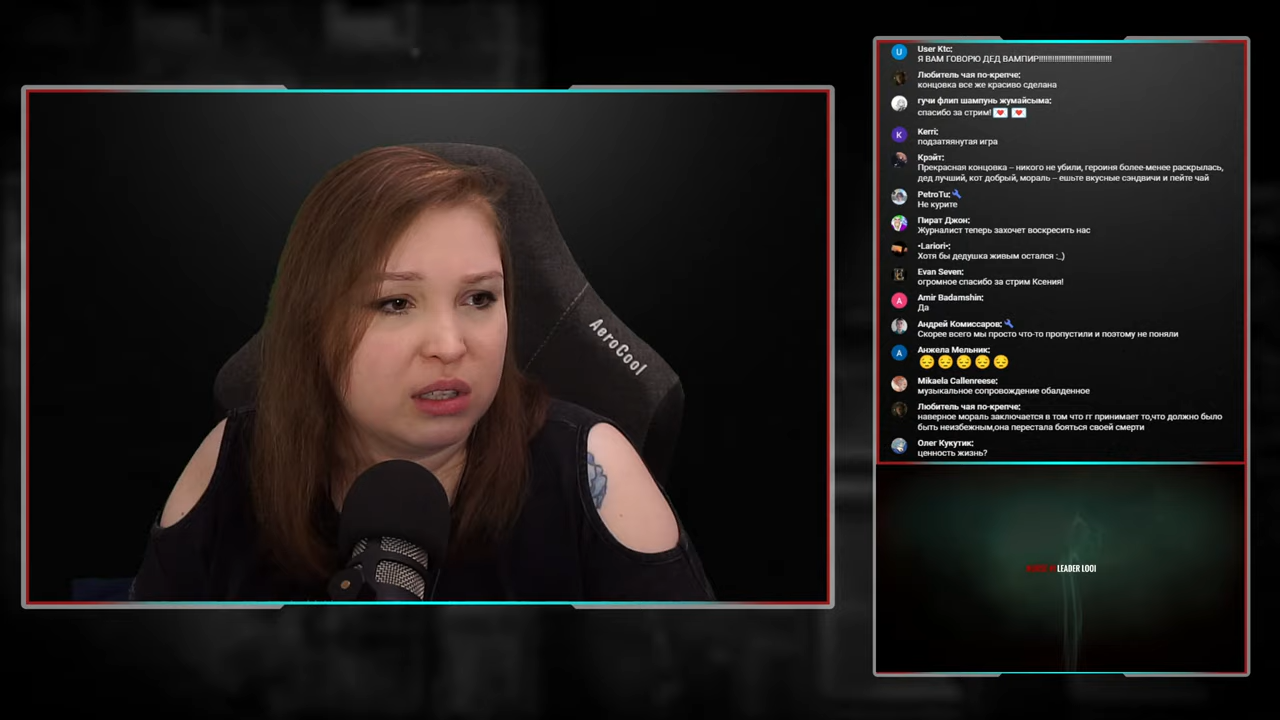 AeroCool
User Ktc:
Я ВАМ ГОВОРЮ ДЕД ВАМПИР!!!!!!!!!!!!!!!!!!!!!!!!!!!!!!!!!!
Любитель чая по-крепче:
концовка все же красиво сделана
гучи флип шампунь жумайсыма:
спасибо за стрим! 💌 💌
K
Kerri:
подзатяянутая игра
Крэйт:
Прекрасная концовка – никого не убили, героиня более-менее раскрылась,
дед лучший, кот добрый, мораль – ешьте вкусные сэндвичи и пейте чай
PetroTu:
Не курите
Пират Джон:
Журналист теперь захочет воскресить нас
•Lariori•:
Хотя бы дедушка живым остался :_)
Evan Seven:
огромное спасибо за стрим Ксения!
A
Amir Badamshin:
Да
Андрей Комиссаров:
Скорее всего мы просто что-то пропустили и поэтому не поняли
A
Анжела Мельник:
😔😔😔😔😔
Mikaela Callenreese:
музыкальное сопровождение обалденное
Любитель чая по-крепче:
наверное мораль заключается в том что гг принимает то,что должно было
быть неизбежным,она перестала бояться своей смерти
Олег Кукутик:
ценность жизнь?
LEADER LOOI